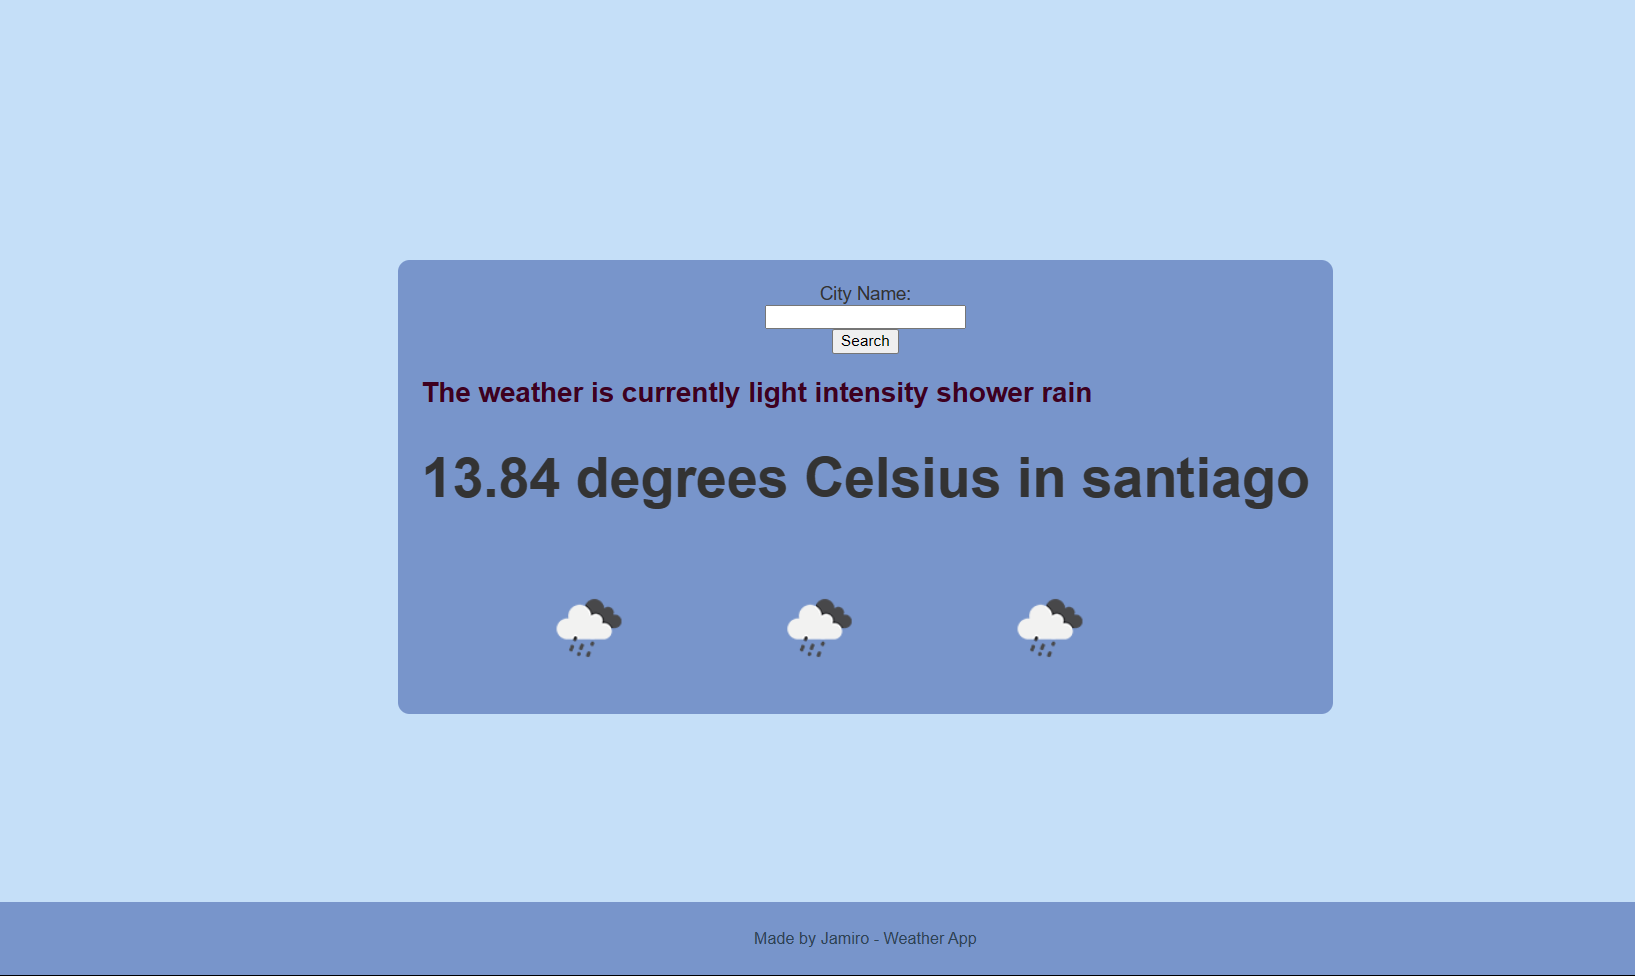 City Name:
Search
The weather is currently light intensity shower rain
13.84 degrees Celsius in santiago
Made by Jamiro - Weather App